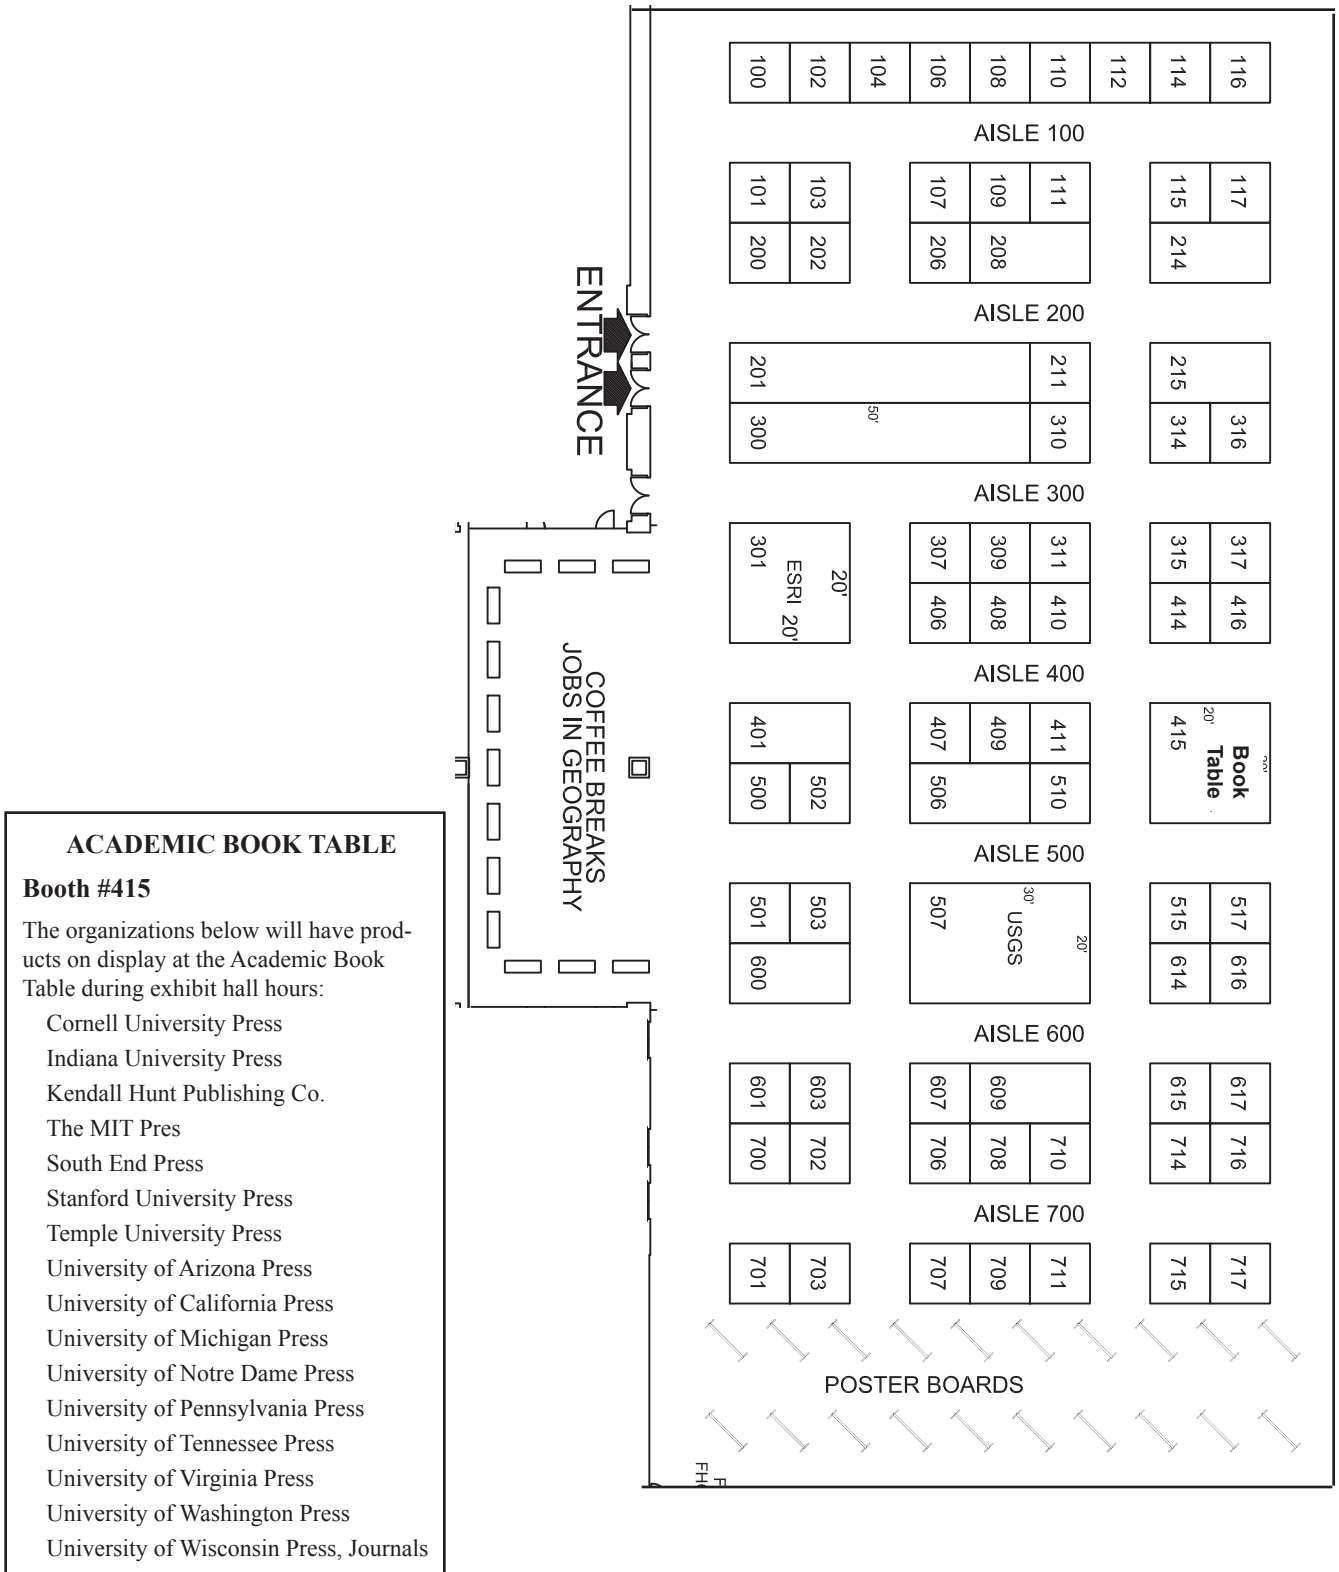 100 102 104 106 108 110 112 114 116
AISLE 100
101 103 107 109 111 115 117
200 202 206 208 214
AISLE 200
ENTRANCE
201 211 215
50'
300 310 314 316
AISLE 300
301 307 309 311 315 317
ESRI 20' 20'
406 408 410 414 416
AISLE 400
COFFEE BREAKS
JOBS IN GEOGRAPHY
401 407 409 411 415
20' 20'
Book
Table
500 502 506 510
AISLE 500
501 503 507 515 517
30' USGS 20'
600 614 616
AISLE 600
601 603 607 609 615 617
700 702 706 708 710 714 716
AISLE 700
701 703 707 709 711 715 717
POSTER BOARDS
ACADEMIC BOOK TABLE
Booth #415
The organizations below will have prod-
ucts on display at the Academic Book
Table during exhibit hall hours:
Cornell University Press
Indiana University Press
Kendall Hunt Publishing Co.
The MIT Pres
South End Press
Stanford University Press
Temple University Press
University of Arizona Press
University of California Press
University of Michigan Press
University of Notre Dame Press
University of Pennsylvania Press
University of Tennessee Press
University of Virginia Press
University of Washington Press
University of Wisconsin Press, Journals